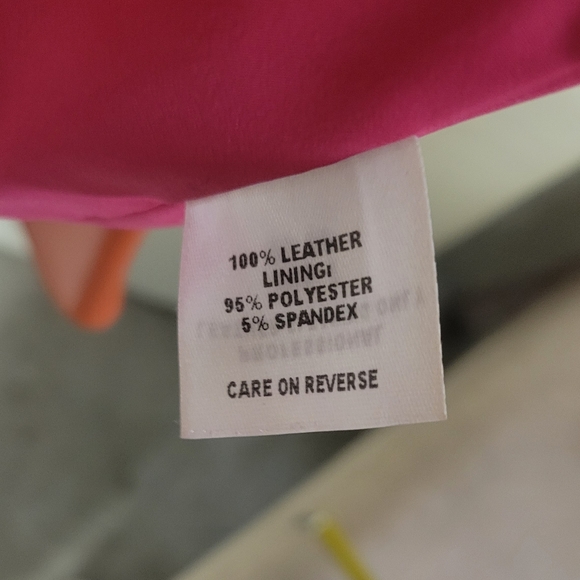 100% LEATHER
LINING:
95% POLYESTER
5% SPANDEX
CARE ON REVERSE